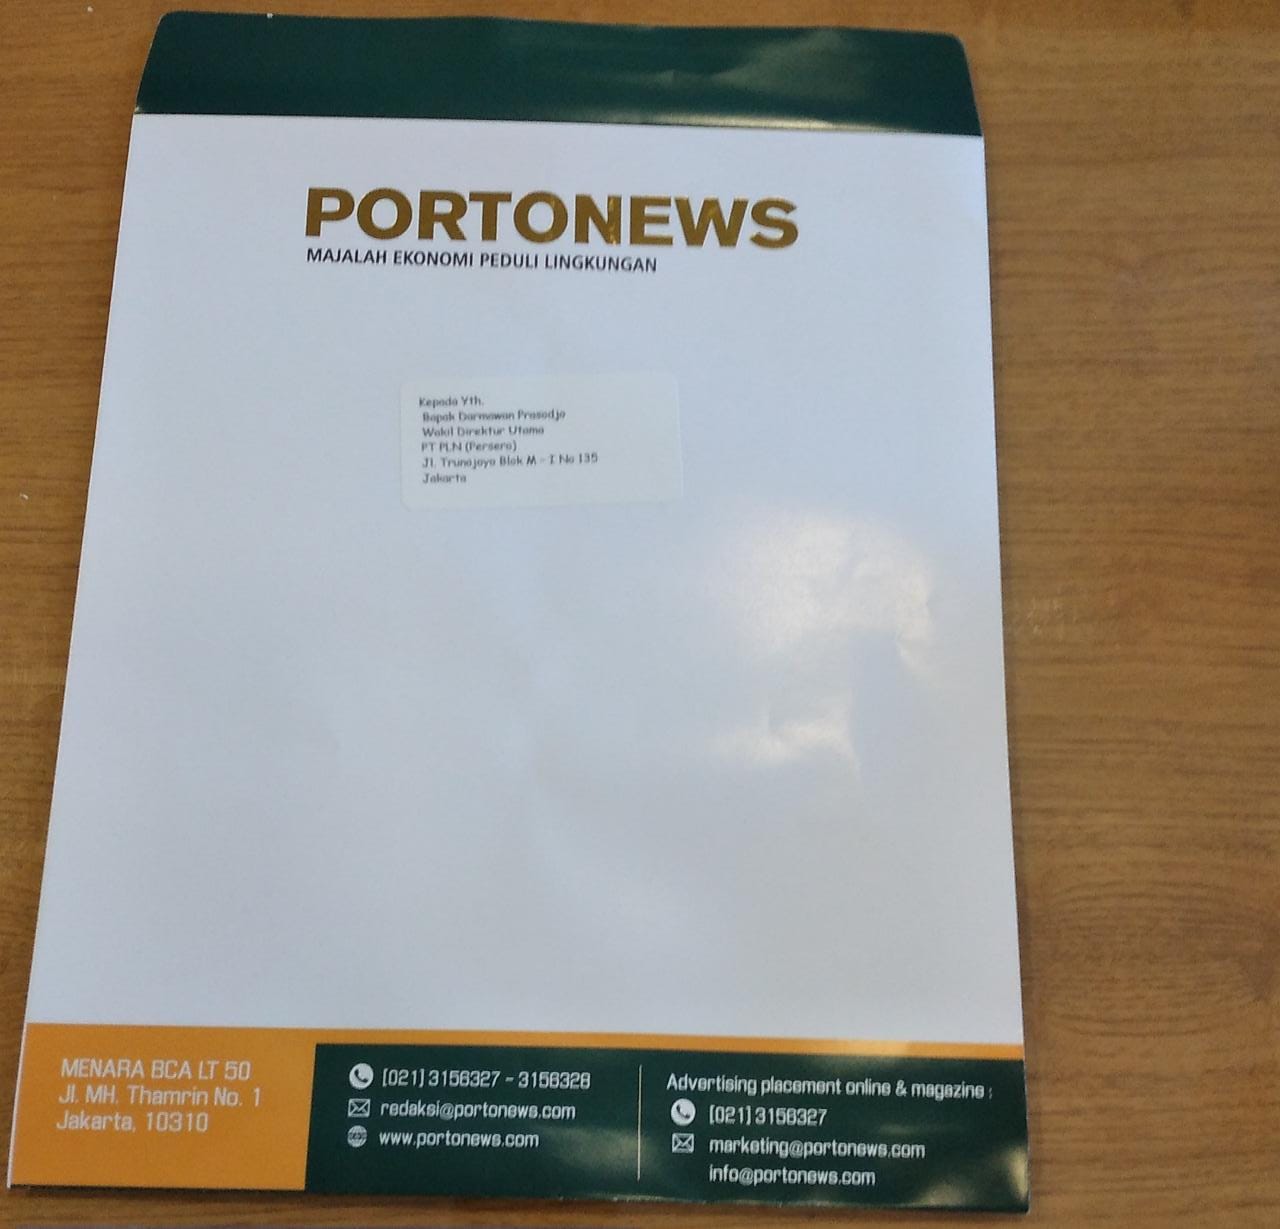 PORTONEWS
MAJALAH EKONOMI PEDULI LINGKUNGAN
Kepada Yth.
Bapak Darmawan Prasodjo
Wakil Direktur Utama
PT PLN (Persero)
Jl. Trunojoyo Blok M - I No 135
Jakarta
MENARA BCA LT 50
Jl. MH. Thamrin No. 1
Jakarta, 10310
[021] 3156327 - 3156328
redaksi@portonews.com
www.portonews.com
Advertising placement online & magazine :
[021] 3156327
marketing@portonews.com
info@portonews.com